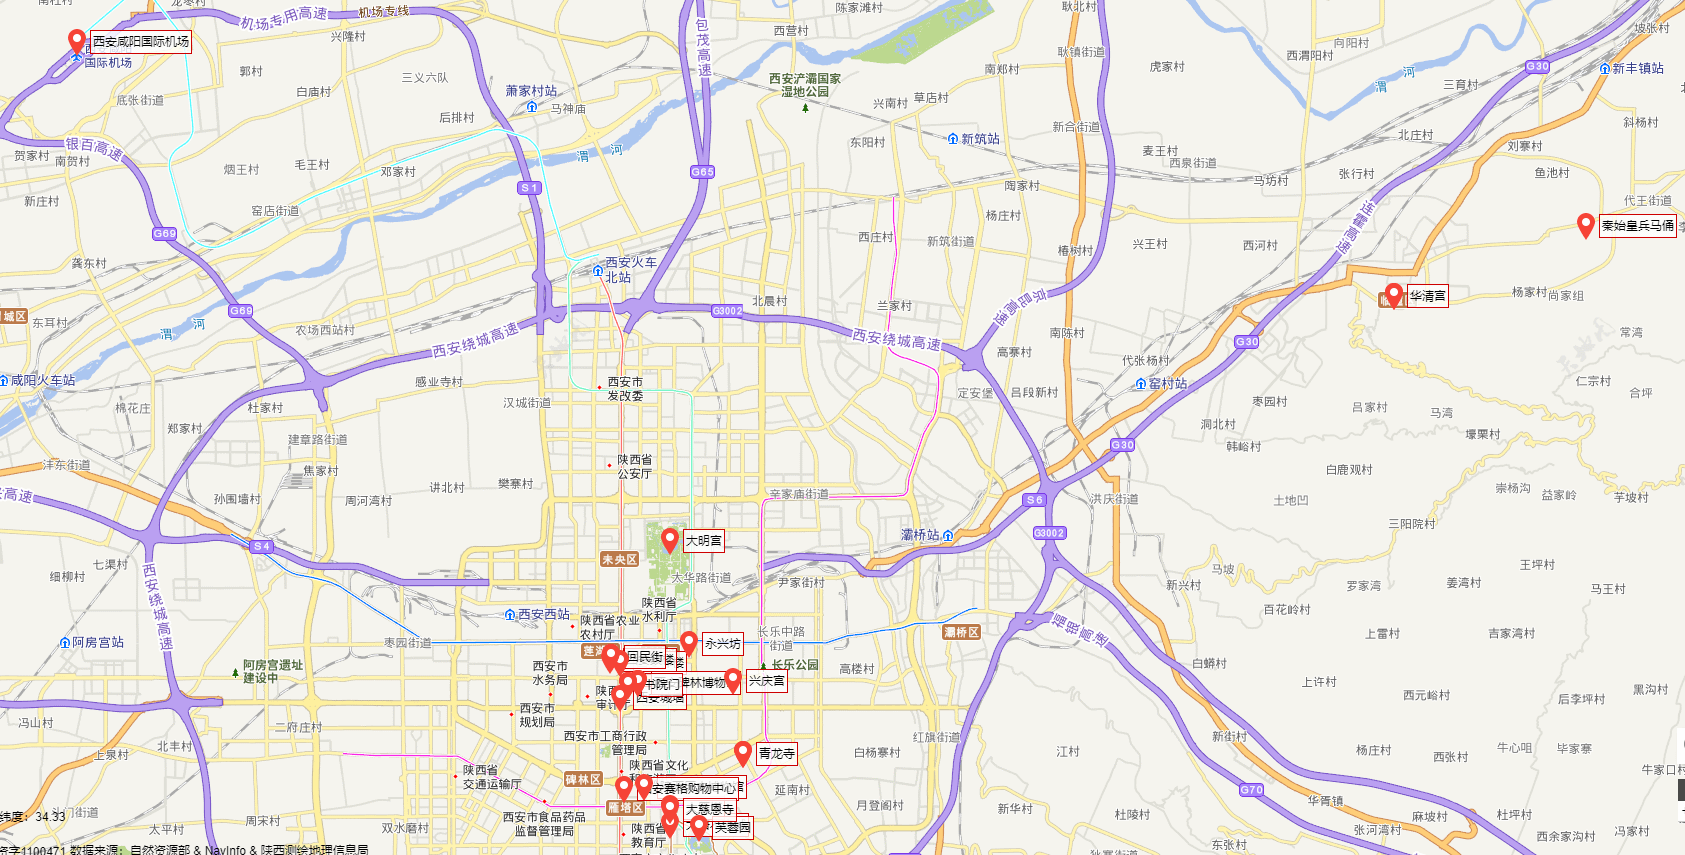 龙枣村
机场专用高速
机场专线
陈家滩村
耿北村
西安咸阳国际机场
国际机场
兴隆村
西营村
包茂高速
耿镇街道
向阳村
西渭阳村
坡张村
郭村
三义六队
底张街道
白庙村
萧家村站
马神庙
后排村
西安浐灞国家
湿地公园
南郑村
虎家村
G30
新丰镇站
渭
河
三育村
草店村
兴南村
东阳村
新筑站
新合街道
斜杨村
北庄村
刘寨村
银百高速
贺家村
南贺村
烟王村
毛王村
邓家村
渭
河
G65
S1
麦王村
西泉街道
马坊村
张行村
鱼池村
陶家村
新庄村
窑店街道
代王街道
杨庄村
连霍高速
秦始皇兵马俑
G69
西庄村
新筑街道
椿树村
兴王村
西河村
龚东村
西安火车
北站
北晨村
兰家村
京昆高速
华清宫
杨家村
尚家组
G69
G3002
东耳村
渭
河
农场西站村
西安绕城高速
西安绕城高速
南陈村
G30
常湾
高寨村
代张杨村
咸阳火车站
感业寺村
西安市
发改委
窑村站
定安堡
吕段新村
仁宗村
合坪
棉花庄
杜家村
汉城街道
枣园村
吕家村
马湾
郑家村
建章路街道
洞北村
韩峪村
壕栗村
G30
沣东街道
焦家村
陕西省
公安厅
白鹿观村
讲北村
樊寨村
孙围墙村
周河湾村
亲家庙街道
S6
洪庆街道
土地凹
崇杨沟
益家岭
芋坡村
三阳院村
灞桥站
G3002
S4
大明宫
未央区
七渠村
细柳村
西安绕城高速
太华路街道
尹家街村
新兴村
马坡
王坪村
罗家湾
姜湾村
马王村
陕西省
水利厅
西安西站
陕西省农业
农村厅
百花岭村
福银高速
灞桥区
阿房宫站
枣园街道
永兴坊
长乐中路
街道
上雷村
吉家湾村
回民街
阿房宫遗址
建设中
西安市
水务局
长乐公园
高楼村
白蟒村
书院门
兴庆宫
上许村
西元峪村
后李坪村
黑沟村
冯山村
二府庄村
西安市
规划局
北丰村
上泉村
西安市工商行政
管理局
青龙寺
白杨寨村
红旗街道
江村
新街村
杨庄村
西张村
牛心咀
毕家寨
牛家口村
陕西省
交通运输厅
碑林区
陕西省文化
西安赛格购物中心
延南村
G70
斗门街道
雁塔区
大慈恩寺
月登阁村
新华村
华胥镇
杜陵村
麻坡村
杜坪村
纬度：34.33
太平村
周宋村
双水磨村
西安市食品药品
监督管理局
陕西省
教育厅
芙蓉园
张河湾村
西余家沟村
冯家村
东张村
资字1100471 数据来源：自然资源部 & NavInfo & 陕西测绘地理信息局